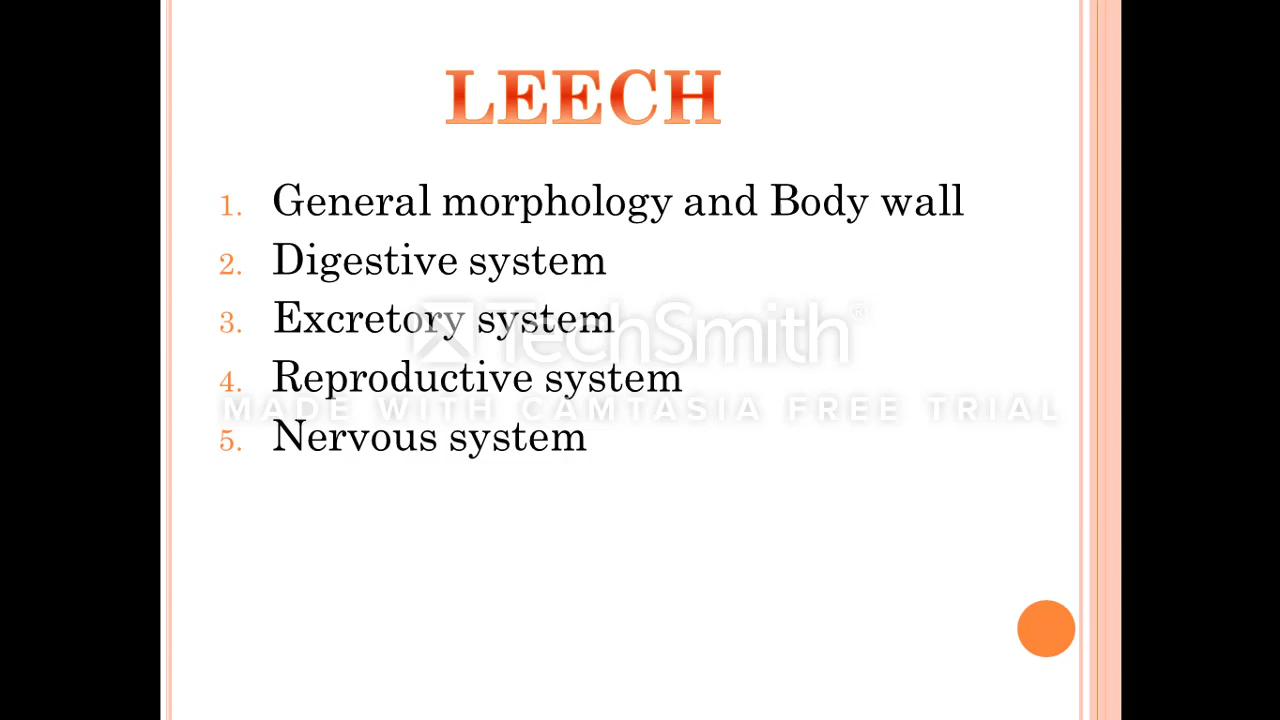 LEECH
1. General morphology and Body wall
2. Digestive system
3. Excretory system
TechSmith®
4. Reproductive system
MADE WITH CAMTASIA FREE TRIAL
5. Nervous system